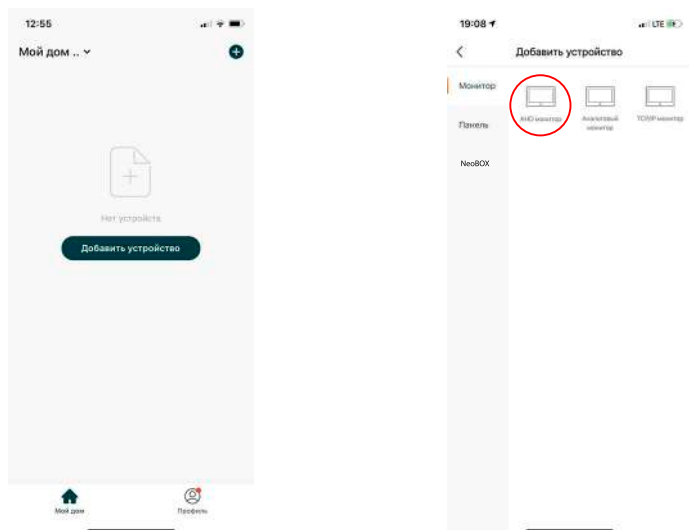 12:55
Мой дом ..
Нет устройств
Добавить устройство
Мой дом
Профиль
19:08
LTE
Добавить устройство
Монитор
AHD монитор
Аналоговый
монитор
TCP/IP монитор
Панель
NeoBOX